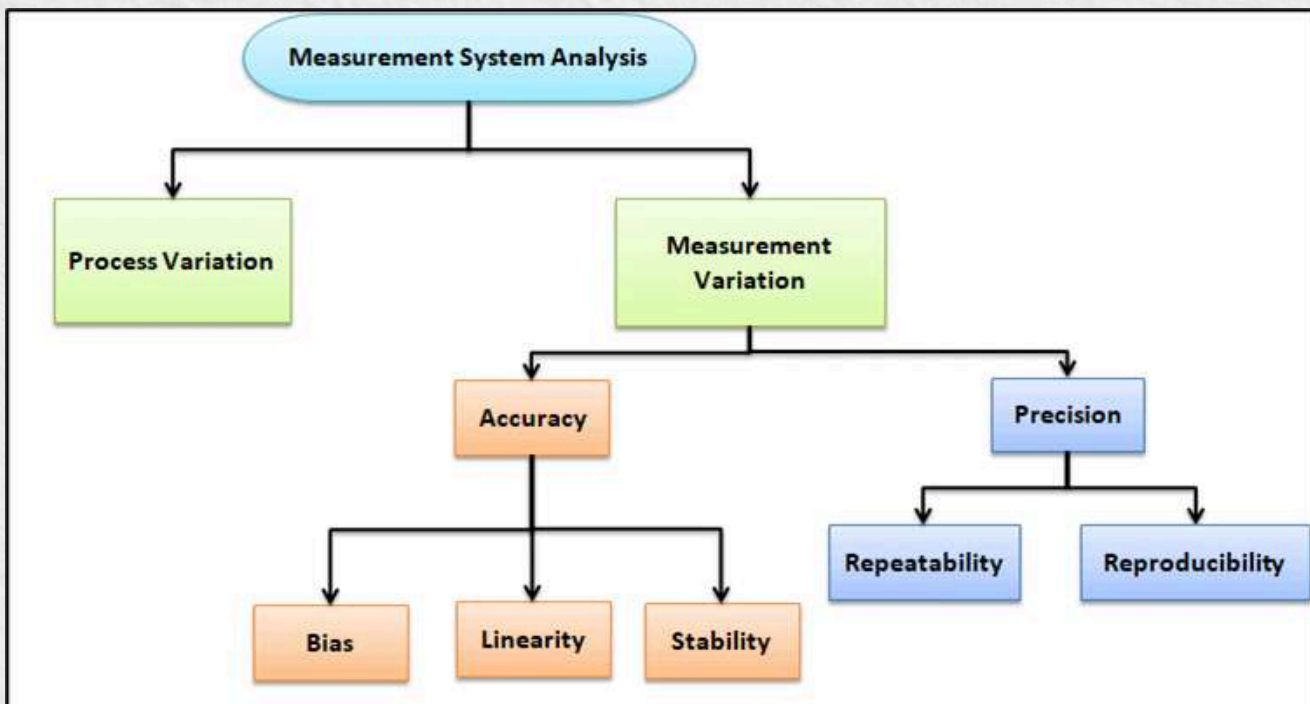 Measurement System Analysis
Process Variation
Measurement
Variation
Accuracy
Precision
Repeatability
Reproducibility
Bias
Linearity
Stability